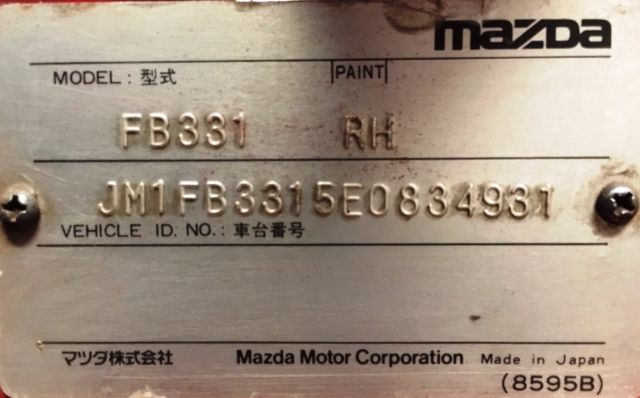 mazda
MODEL : 型式 PAINT
FB331 RH
JM1FB3315E0834931
VEHICLE ID. NO. : 車台番号
マツダ株式会社 Mazda Motor Corporation Made in Japan
(8595B)